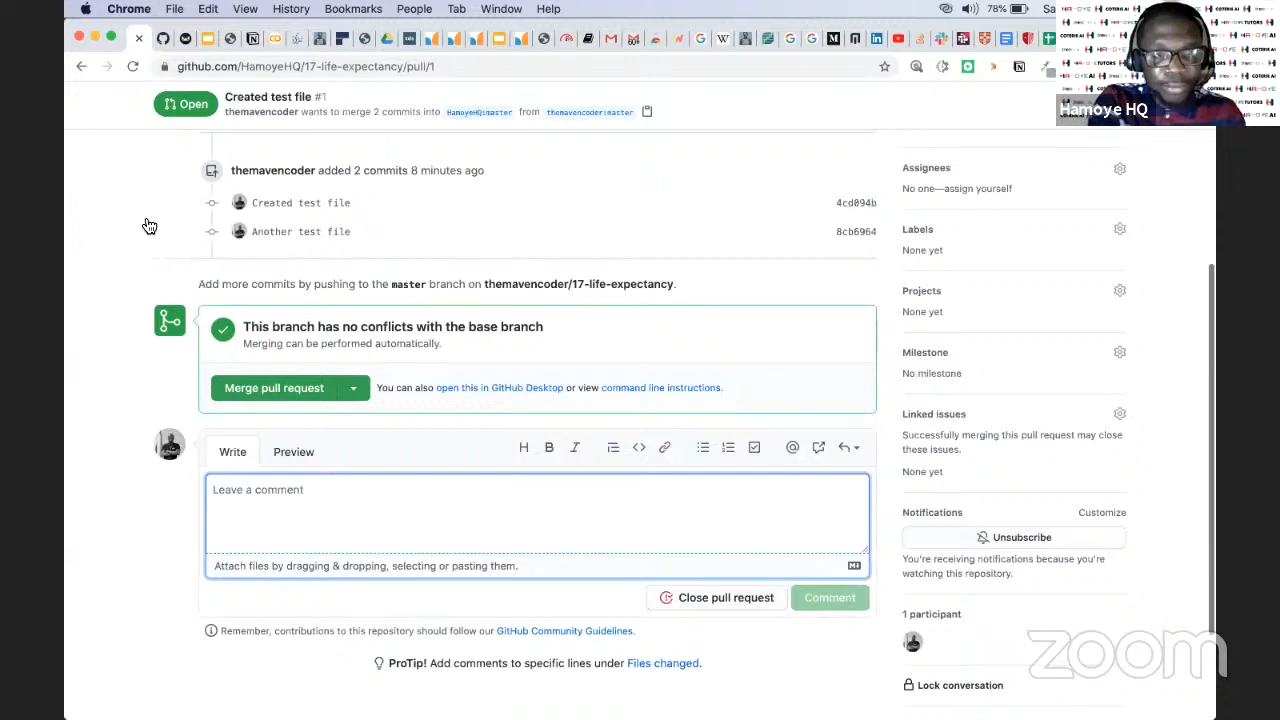 Chrome File Edit View History Bookmarks Tab Window Help 78% Sa
github.com/HamoyeHQ/17-life-expectancy/pull/1
Open
Created test file #1
themavencoder wants to merge 2 commits into HamoyeHQ:master from themavencoder:master
Hamoye HQ
themavencoder added 2 commits 8 minutes ago
Created test file 4cd094b
Another test file 8cb6964
Add more commits by pushing to the master branch on themavencoder/17-life-expectancy.
This branch has no conflicts with the base branch
Merging can be performed automatically.
Merge pull request
You can also open this in GitHub Desktop or view command line instructions.
Write Preview
Leave a comment
Attach files by dragging & dropping, selecting or pasting them.
Close pull request
Comment
Remember, contributions to this repository should follow our GitHub Community Guidelines.
ProTip! Add comments to specific lines under Files changed.
Assignees
No one—assign yourself
Labels
None yet
Projects
None yet
Milestone
No milestone
Linked issues
Successfully merging this pull request may close
these issues.
None yet
Notifications Customize
Unsubscribe
You're receiving notifications because you're
watching this repository.
1 participant
Lock conversation
zoom